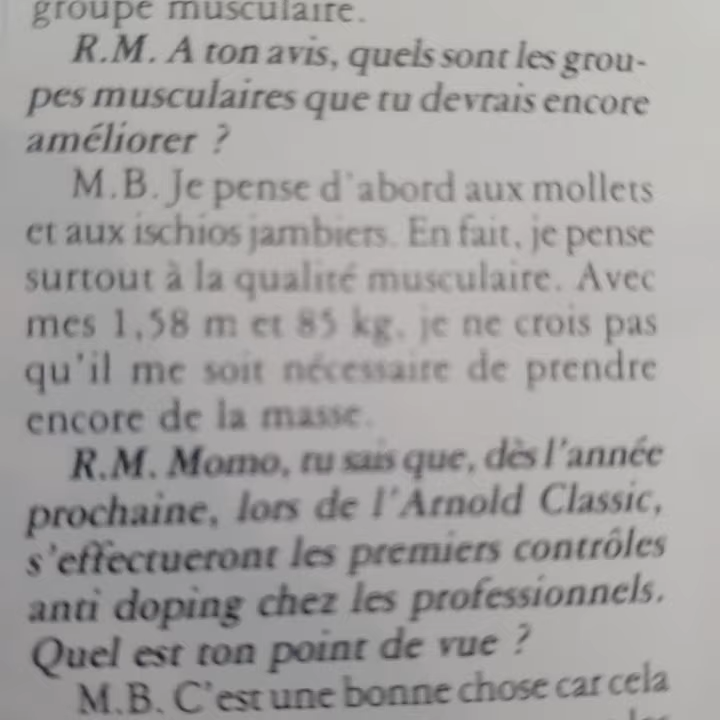 groupe musculaire.
R.M. A ton avis, quels sont les grou-
pes musculaires que tu devrais encore
améliorer ?
M.B. Je pense d'abord aux mollets
et aux ischios jambiers. En fait, je pense
surtout à la qualité musculaire. Avec
mes 1,58 m et 85 kg, je ne crois pas
qu'il me soit nécessaire de prendre
encore de la masse.
R.M. Momo, tu sais que, dès l'année
prochaine, lors de l'Arnold Classic,
s'effectueront les premiers contrôles
anti doping chez les professionnels.
Quel est ton point de vue ?
M.B. C'est une bonne chose car cela